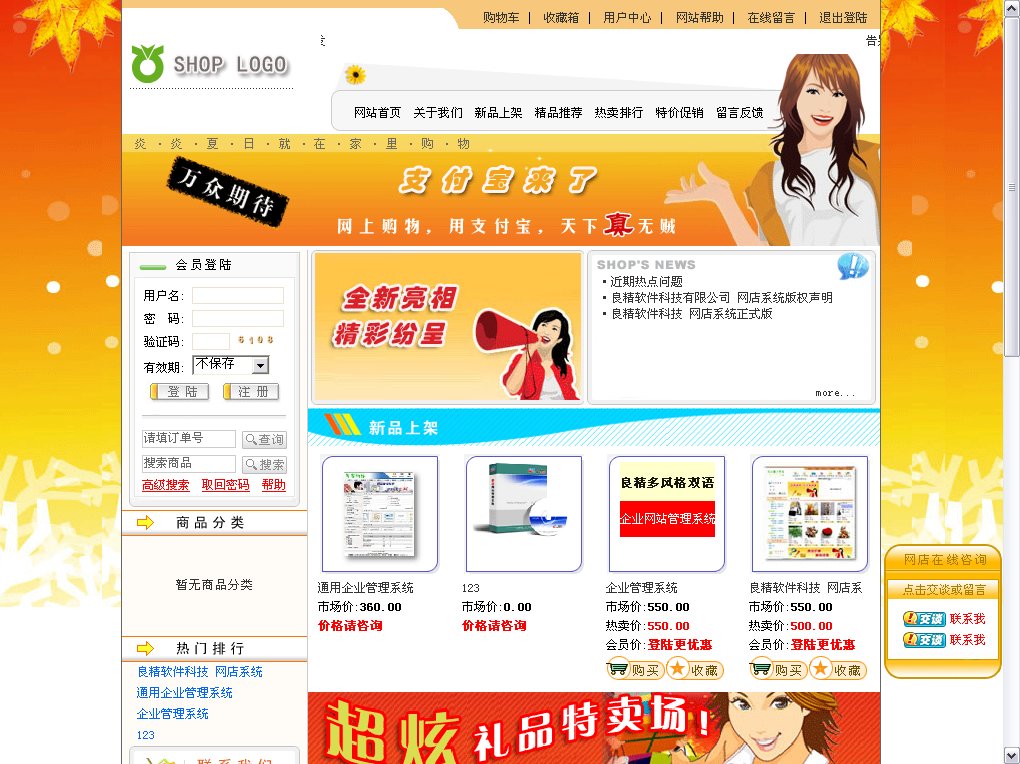 购物车 | 收藏箱 | 用户中心 | 网站帮助 | 在线留言 | 退出登陆
SHOP LOGO
网站首页 关于我们 新品上架 精品推荐 热卖排行 特价促销 留言反馈
炎 · 炎 · 夏 · 日 · 就 · 在 · 家 · 里 · 购 · 物
万众期待
支付宝来了
网上购物，用支付宝，天下真无贼
会员登陆
用户名:
密 码:
验证码: 6108
有效期: 不保存
登 陆 注 册
请填订单号 查询
搜索商品 搜索
高级搜索 取回密码 帮助
全新亮相
精彩纷呈
SHOP'S NEWS
• 近期热点问题
• 良精软件科技有限公司 网店系统版权声明
• 良精软件科技 网店系统正式版
more...
新品上架
良精多风格双语
企业网站管理系统
通用企业管理系统
市场价:360.00
价格请咨询
123
市场价:0.00
价格请咨询
企业管理系统
市场价:550.00
热卖价:550.00
会员价:登陆更优惠
购买 收藏
良精软件科技 网店系
市场价:550.00
热卖价:500.00
会员价:登陆更优惠
购买 收藏
商品分类
暂无商品分类
热门排行
良精软件科技 网店系统
通用企业管理系统
企业管理系统
123
联系我们
超炫礼品特卖场!
网店在线咨询
点击交谈或留言
交谈 联系我
交谈 联系我